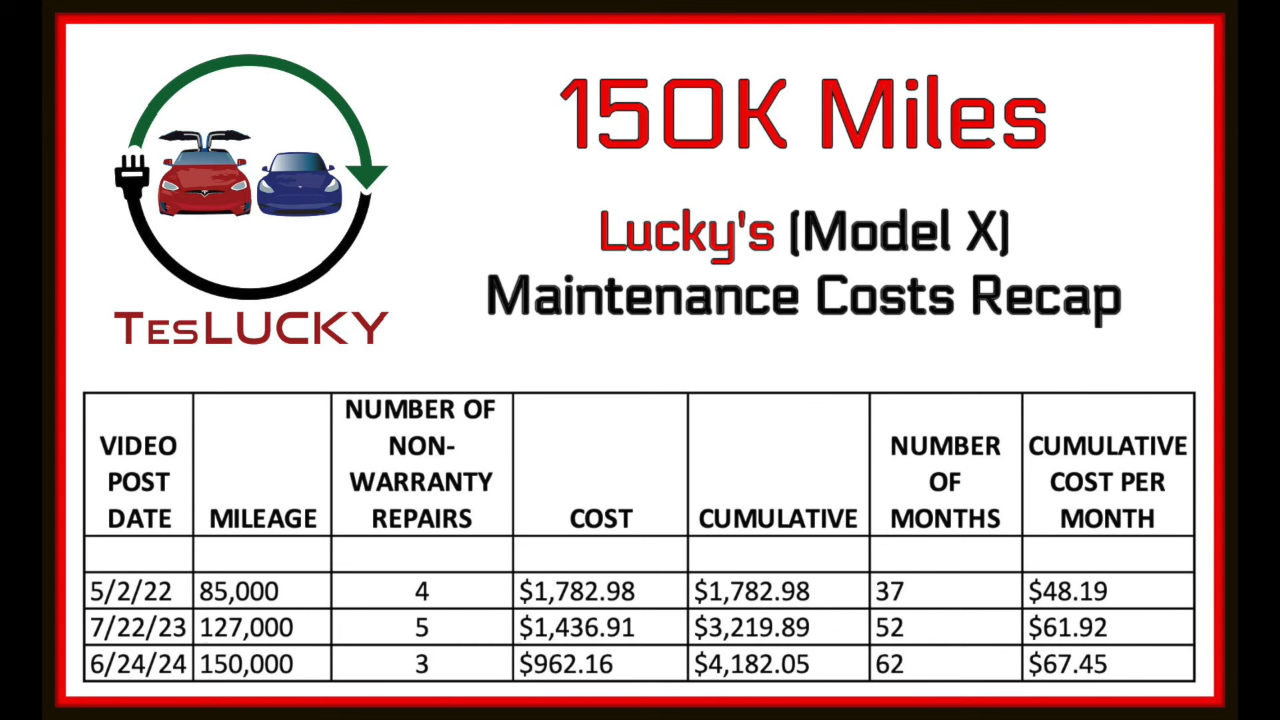 150K Miles
Lucky's (Model X)
Maintenance Costs Recap
TESLUCKY
VIDEO POST DATE MILEAGE NUMBER OF NON-WARRANTY REPAIRS COST CUMULATIVE NUMBER OF MONTHS CUMULATIVE COST PER MONTH
5/2/22 85,000 4 $1,782.98 $1,782.98 37 $48.19
7/22/23 127,000 5 $1,436.91 $3,219.89 52 $61.92
6/24/24 150,000 3 $962.16 $4,182.05 62 $67.45